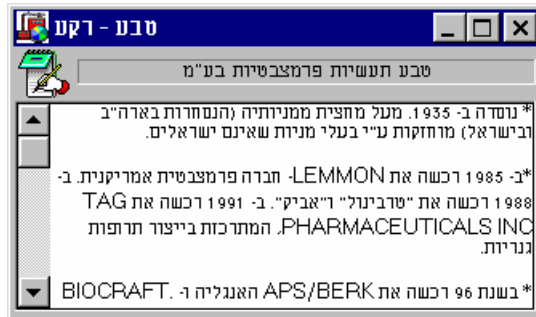 טבע - רקע
טבע תעשיות פרמצבטיות בע"מ
* נוסדה ב- 1935. מעל מחצית ממניותיה (הנסחרות בארה"ב
ובישראל) מוחזקות ע"י בעלי מניות שאינם ישראלים.
*ב- 1985 רכשה את LEMMON- חברה פרמצבטית אמריקנית. ב-
1988 רכשה את "טרבינול" ו"אביק". ב- 1991 רכשה את TAG
PHARMACEUTICALS INC, המתרכזת בייצור תרופות
גנריות.
* בשנת 96 רכשה את APS/BERK האנגליה ו- BIOCRAFT.